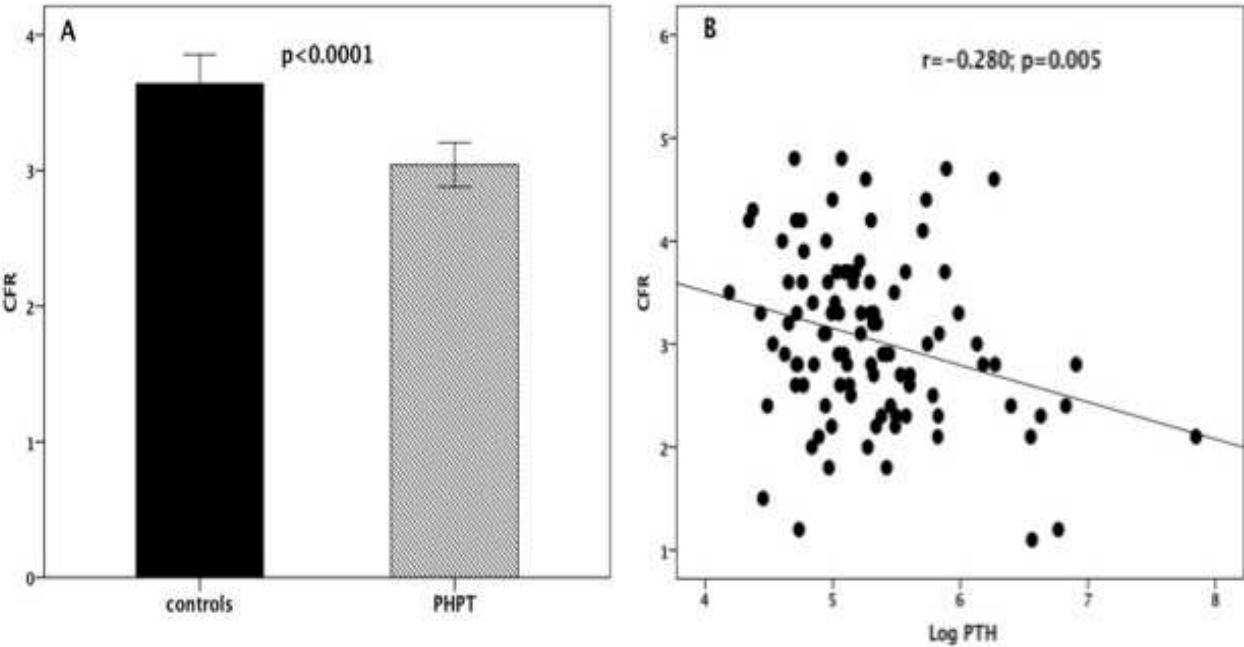 A
p<0.0001
4
3
2
1
0
CFR
controls
PHPT
B
r=-0.280; p=0.005
6
5
4
3
2
1
CFR
4
5
6
7
8
Log PTH